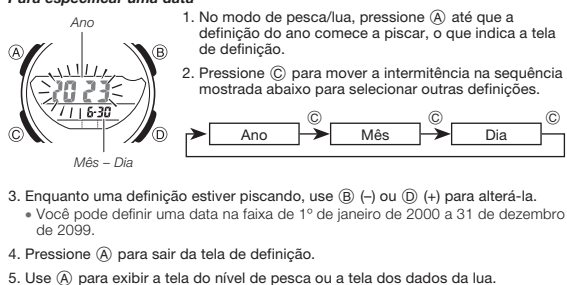 Para especificar uma data
Ano
Ⓐ
Ⓑ
20 23
6-30
Ⓒ
Ⓓ
Mês – Dia
1. No modo de pesca/lua, pressione Ⓐ até que a
definição do ano comece a piscar, o que indica a tela
de definição.
2. Pressione Ⓒ para mover a intermitência na sequência
mostrada abaixo para selecionar outras definições.
Ⓒ Ⓒ Ⓒ
Ano Mês Dia
3. Enquanto uma definição estiver piscando, use Ⓑ (–) ou Ⓓ (+) para alterá-la.
• Você pode definir uma data na faixa de 1º de janeiro de 2000 a 31 de dezembro
de 2099.
4. Pressione Ⓐ para sair da tela de definição.
5. Use Ⓐ para exibir a tela do nível de pesca ou a tela dos dados da lua.